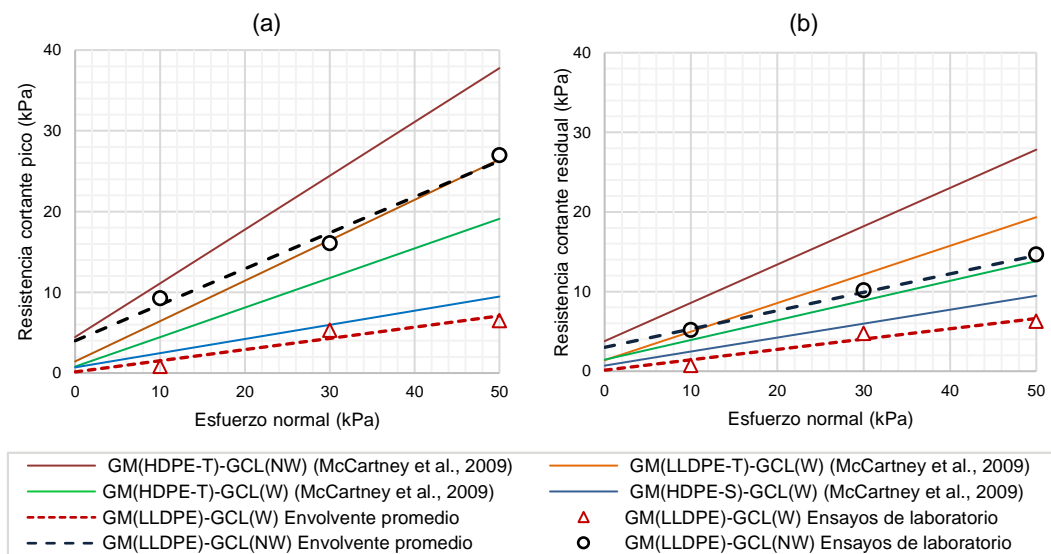 (a)
Resistencia cortante pico (kPa)
40
30
20
10
0
0 10 20 30 40 50
Esfuerzo normal (kPa)
(b)
Resistencia cortante residual (kPa)
40
30
20
10
0
0 10 20 30 40 50
Esfuerzo normal (kPa)
GM(HDPE-T)-GCL(NW) (McCartney et al., 2009)
GM(LLDPE-T)-GCL(W) (McCartney et al., 2009)
GM(HDPE-T)-GCL(W) (McCartney et al., 2009)
GM(HDPE-S)-GCL(W) (McCartney et al., 2009)
GM(LLDPE)-GCL(W) Envolvente promedio
GM(LLDPE)-GCL(W) Ensayos de laboratorio
GM(LLDPE)-GCL(NW) Envolvente promedio
GM(LLDPE)-GCL(NW) Ensayos de laboratorio